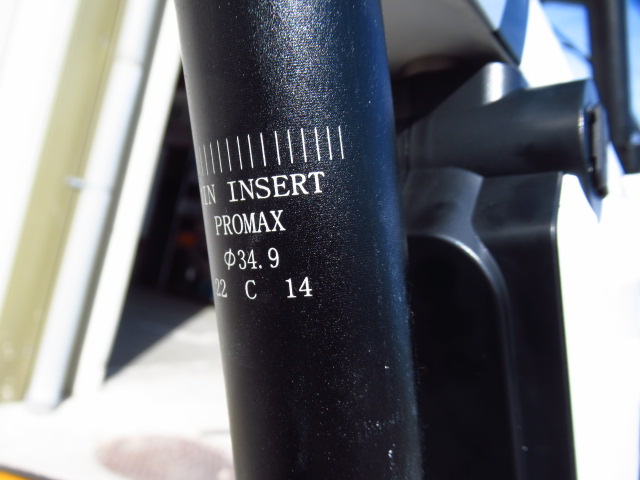 IN INSERT
PROMAX
Φ34.9
22 C 14